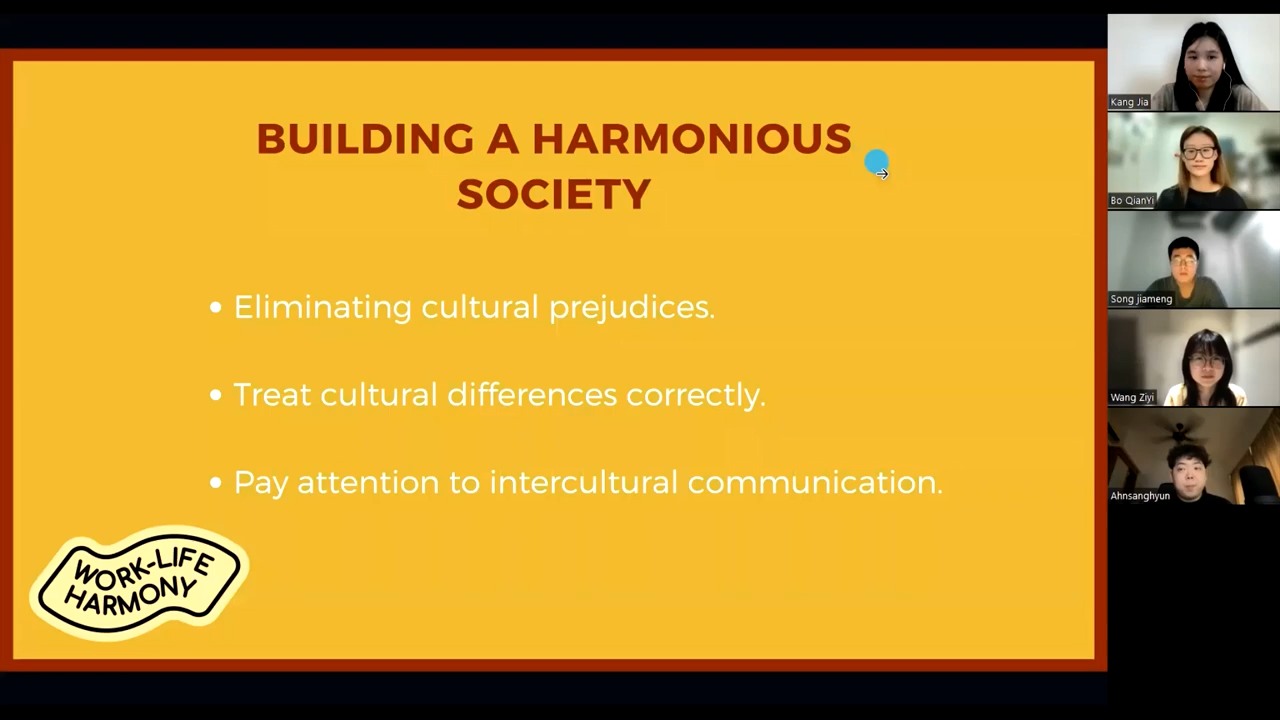 BUILDING A HARMONIOUS
SOCIETY
• Eliminating cultural prejudices.
• Treat cultural differences correctly.
• Pay attention to intercultural communication.
WORK-LIFE
HARMONY
Kang Jia
Bo QianYi
Song jiameng
Wang Ziyi
Ahnsanghyun